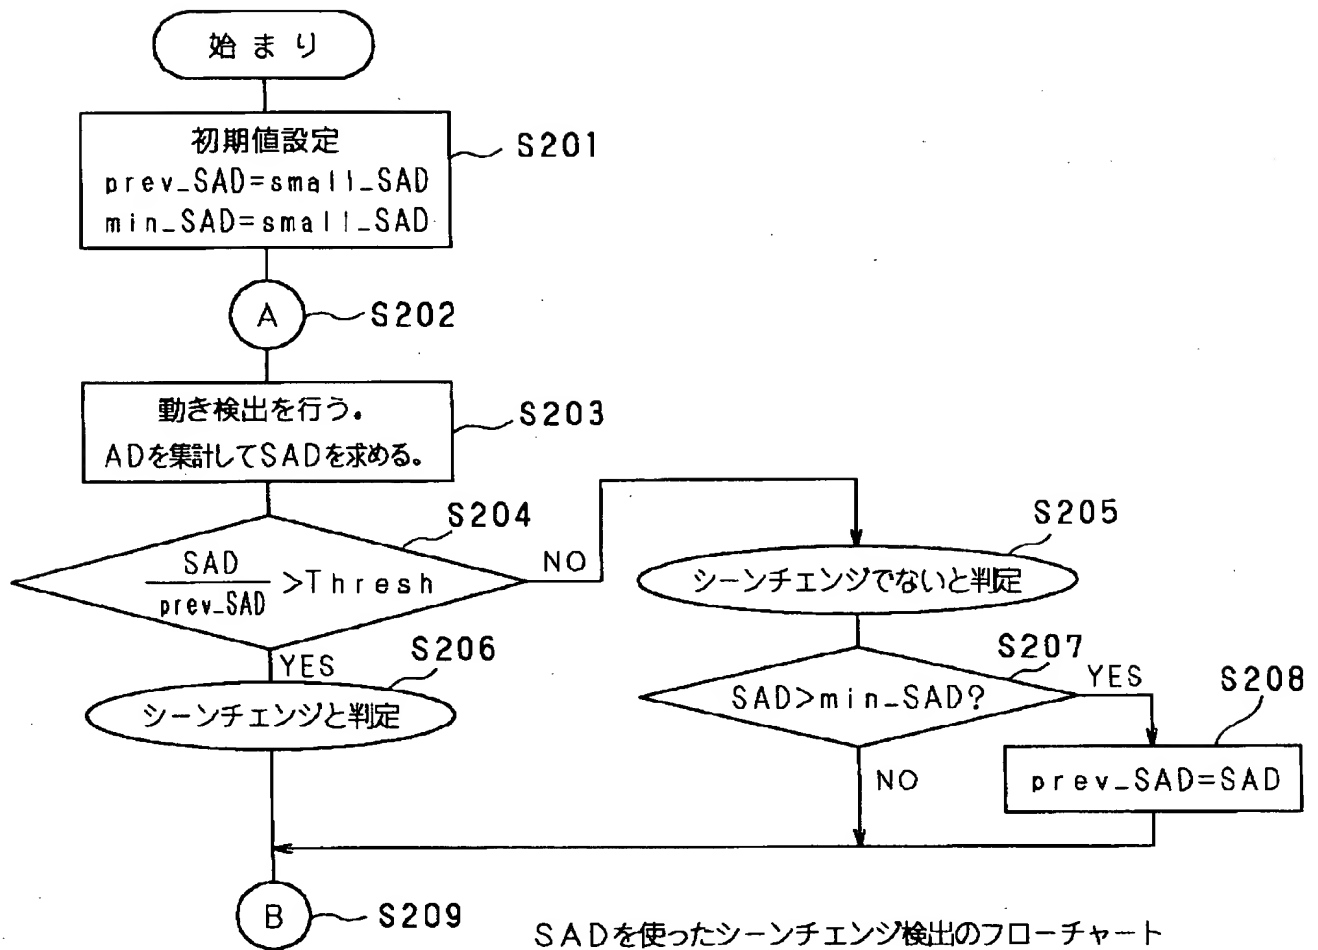 始まり
初期値設定
prev_SAD=small_SAD
min_SAD=small_SAD
S201
A
S202
動き検出を行う。
ADを集計してSADを求める。
S203
S204
SAD
prev_SAD
>Thresh
NO
S205
シーンチェンジでないと判定
YES
S206
シーンチェンジと判定
S207
SAD>min_SAD?
YES
S208
prev_SAD=SAD
NO
B
S209
SADを使ったシーンチェンジ検出のフローチャート